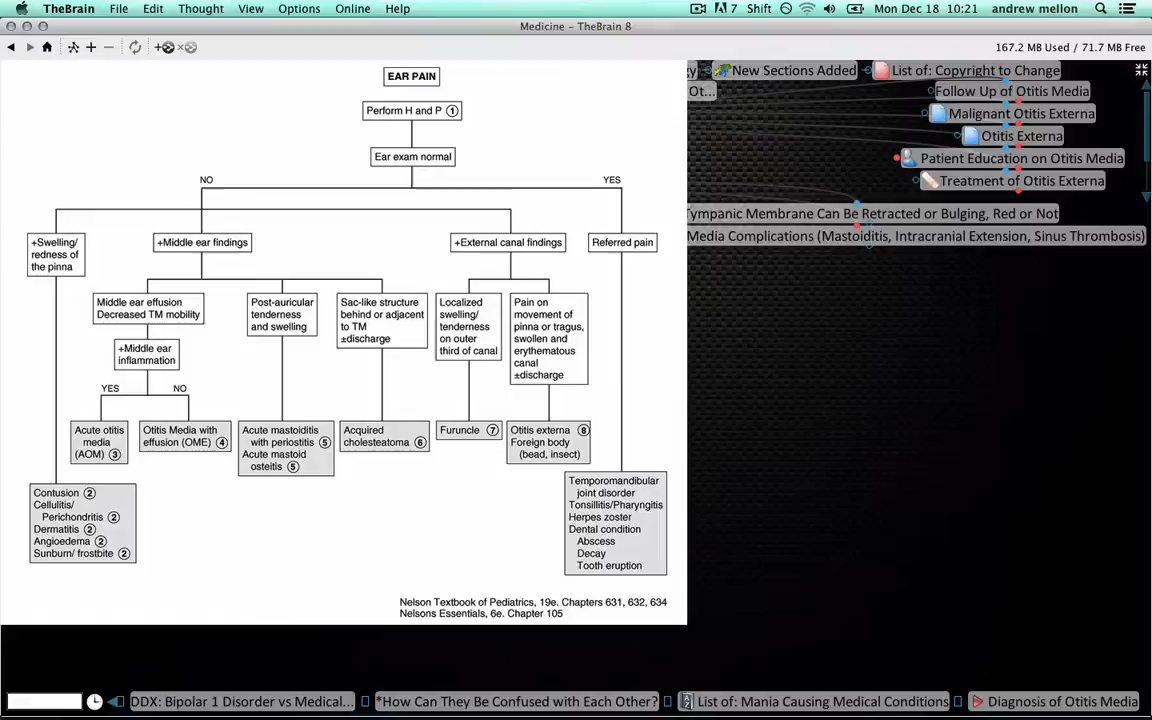 TheBrain File Edit Thought View Options Online Help 7 Shift Mon Dec 18 10:21 andrew mellon
Medicine – TheBrain 8
167.2 MB Used / 71.7 MB Free
EAR PAIN
Perform H and P 1
Ear exam normal
NO
YES
+Swelling/
redness of
the pinna
+Middle ear findings
+External canal findings
Referred pain
Middle ear effusion
Decreased TM mobility
Post-auricular
tenderness
and swelling
Sac-like structure
behind or adjacent
to TM
±discharge
Localized
swelling/
tenderness
on outer
third of canal
Pain on
movement of
pinna or tragus,
swollen and
erythematous
canal
±discharge
+Middle ear
inflammation
YES
NO
Acute otitis
media
(AOM) 3
Otitis Media with
effusion (OME) 4
Acute mastoiditis
with periostitis 5
Acute mastoid
osteitis 5
Acquired
cholesteatoma 6
Furuncle 7
Otitis externa 8
Foreign body
(bead, insect)
Contusion 2
Cellulitis/
Perichondritis 2
Dermatitis 2
Angioedema 2
Sunburn/ frostbite 2
Temporomandibular
joint disorder
Tonsillitis/Pharyngitis
Herpes zoster
Dental condition
Abscess
Decay
Tooth eruption
Nelson Textbook of Pediatrics, 19e. Chapters 631, 632, 634
Nelsons Essentials, 6e. Chapter 105
gy New Sections Added List of: Copyright to Change
Ot... Follow Up of Otitis Media
Malignant Otitis Externa
Otitis Externa
Patient Education on Otitis Media
Treatment of Otitis Externa
Tympanic Membrane Can Be Retracted or Bulging, Red or Not
Media Complications (Mastoiditis, Intracranial Extension, Sinus Thrombosis)
DDX: Bipolar 1 Disorder vs Medical... *How Can They Be Confused with Each Other? List of: Mania Causing Medical Conditions Diagnosis of Otitis Media